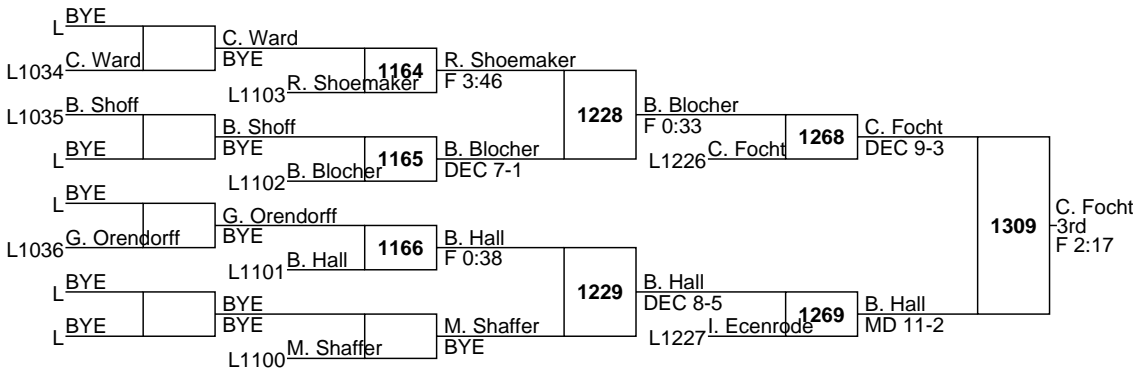 L BYE
L1034 C. Ward
C. Ward
BYE
L1103 R. Shoemaker
1164
R. Shoemaker
F 3:46
L1035 B. Shoff
L BYE
B. Shoff
BYE
L1102 B. Blocher
1165
B. Blocher
DEC 7-1
1228
B. Blocher
F 0:33
L1226 C. Focht
1268
C. Focht
DEC 9-3
L BYE
L1036 G. Orendorff
G. Orendorff
BYE
L1101 B. Hall
1166
B. Hall
F 0:38
L BYE
L BYE
BYE
BYE
L1100 M. Shaffer
M. Shaffer
BYE
1229
B. Hall
DEC 8-5
L1227 I. Ecenrode
1269
B. Hall
MD 11-2
1309
C. Focht
3rd
F 2:17